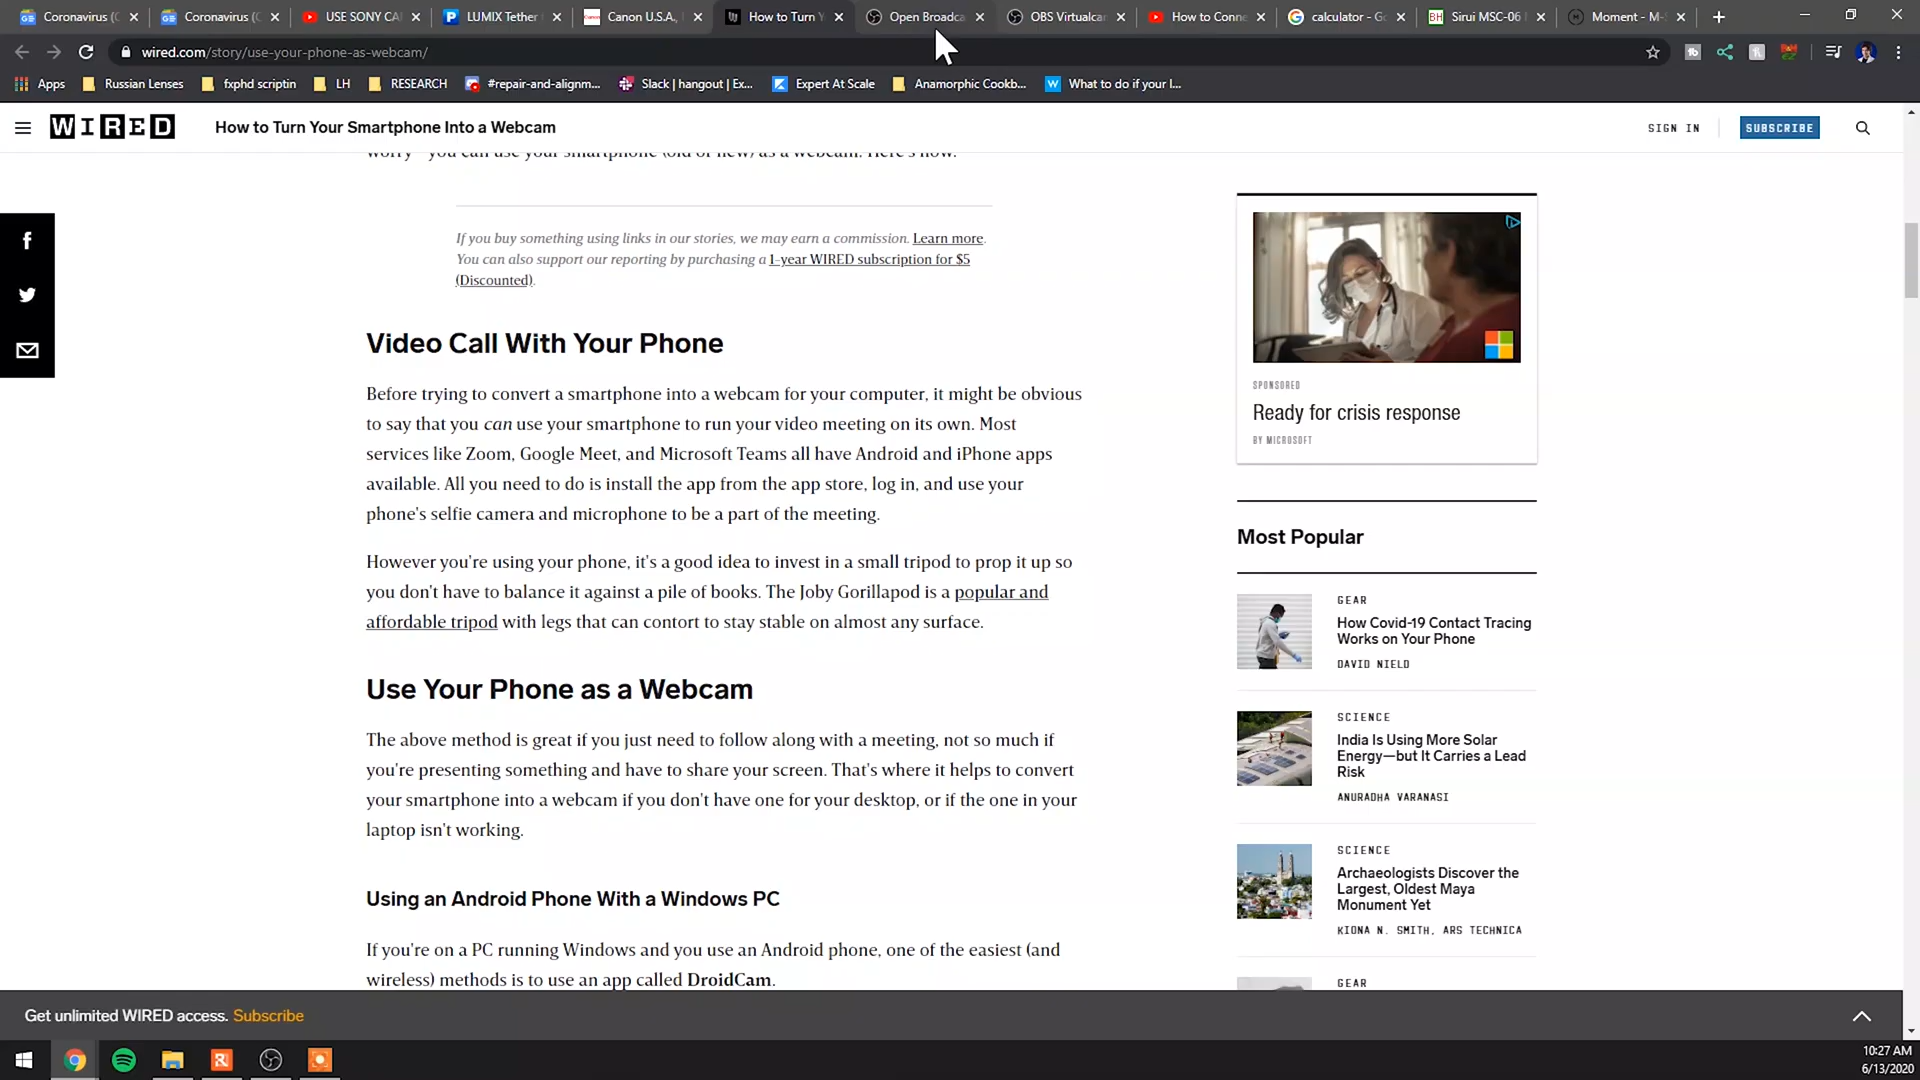 Coronavirus (C
Coronavirus (C
USE SONY CA
LUMIX Tether
Canon U.S.A.,
How to Turn Y
Open Broadca
OBS Virtualca
How to Conne
calculator - Go
Sirui MSC-06
Moment - M-
wired.com/story/use-your-phone-as-webcam/
Apps
Russian Lenses
fxphd scriptin
LH
RESEARCH
#repair-and-alignm...
Slack | hangout | Ex...
Expert At Scale
Anamorphic Cookb...
What to do if your l...
WIRED
How to Turn Your Smartphone Into a Webcam
SIGN IN
SUBSCRIBE
worry—you can use your smartphone (old or new) as a webcam. Here's how.
If you buy something using links in our stories, we may earn a commission. Learn more.
You can also support our reporting by purchasing a 1-year WIRED subscription for $5
(Discounted).
Video Call With Your Phone
Before trying to convert a smartphone into a webcam for your computer, it might be obvious
to say that you can use your smartphone to run your video meeting on its own. Most
services like Zoom, Google Meet, and Microsoft Teams all have Android and iPhone apps
available. All you need to do is install the app from the app store, log in, and use your
phone's selfie camera and microphone to be a part of the meeting.
However you're using your phone, it's a good idea to invest in a small tripod to prop it up so
you don't have to balance it against a pile of books. The Joby Gorillapod is a popular and
affordable tripod with legs that can contort to stay stable on almost any surface.
Use Your Phone as a Webcam
The above method is great if you just need to follow along with a meeting, not so much if
you're presenting something and have to share your screen. That's where it helps to convert
your smartphone into a webcam if you don't have one for your desktop, or if the one in your
laptop isn't working.
Using an Android Phone With a Windows PC
If you're on a PC running Windows and you use an Android phone, one of the easiest (and
wireless) methods is to use an app called DroidCam.
SPONSORED
Ready for crisis response
BY MICROSOFT
Most Popular
GEAR
How Covid-19 Contact Tracing
Works on Your Phone
DAVID NIELD
SCIENCE
India Is Using More Solar
Energy—but It Carries a Lead
Risk
ANURADHA VARANASI
SCIENCE
Archaeologists Discover the
Largest, Oldest Maya
Monument Yet
KIONA N. SMITH, ARS TECHNICA
GEAR
Get unlimited WIRED access. Subscribe
10:27 AM
6/13/2020